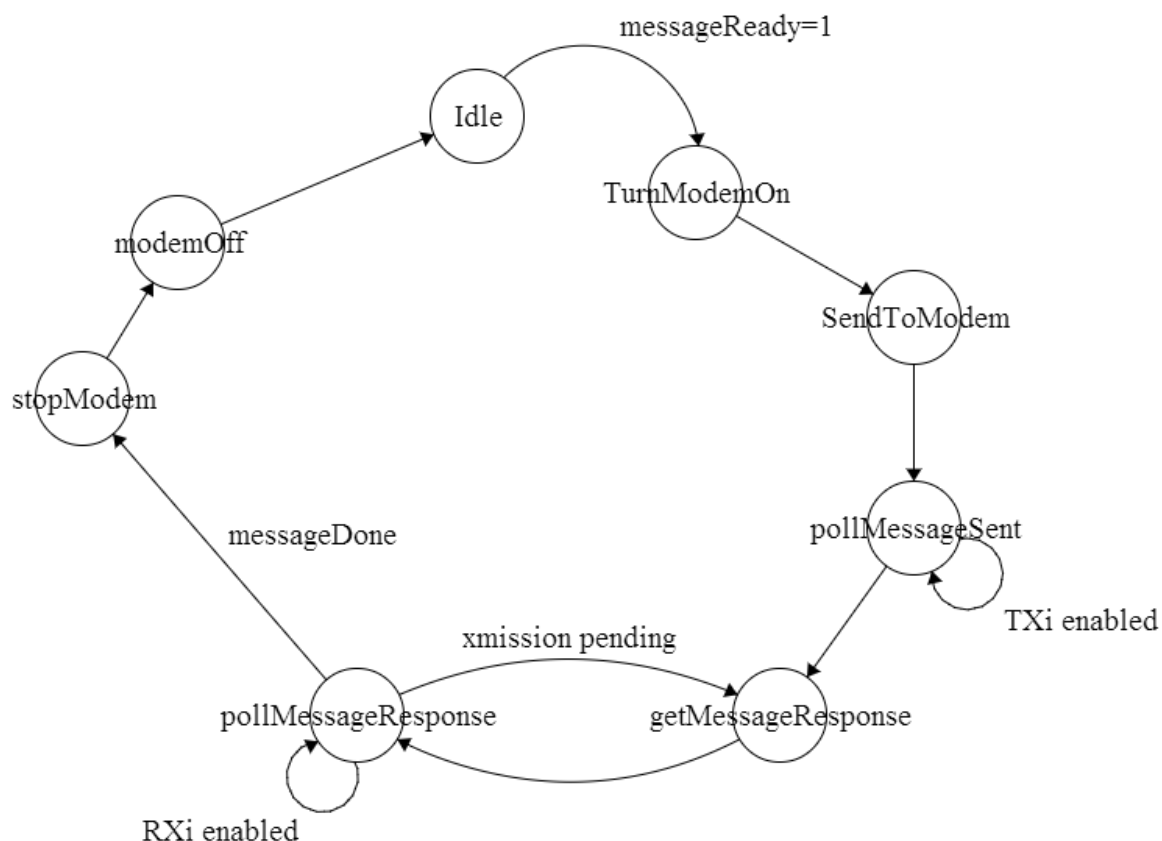 messageReady=1
Idle
TurnModemOn
modemOff
SendToModem
stopModem
pollMessageSent
messageDone
TXi enabled
xmission pending
pollMessageResponse
getMessageResponse
RXi enabled